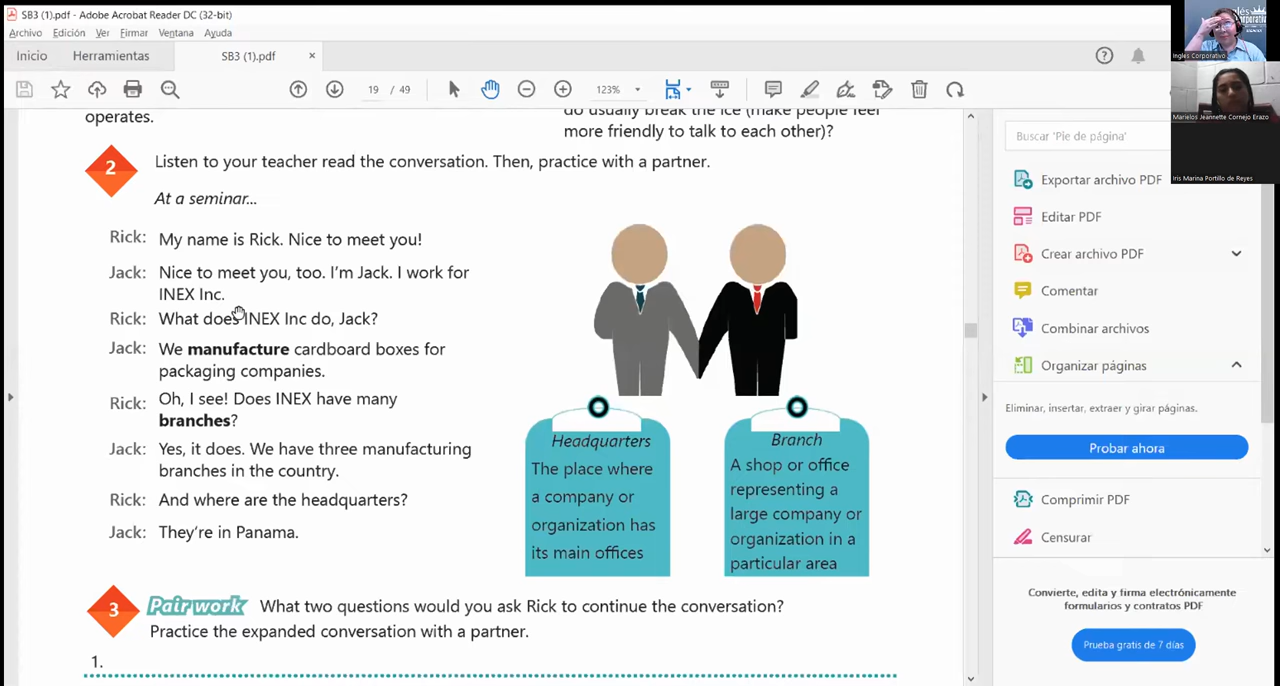 SB3 (1).pdf - Adobe Acrobat Reader DC (32-bit)
Archivo Edición Ver Firmar Ventana Ayuda
Inicio Herramientas SB3 (1).pdf
19 / 49 123%
operates.
do usually break the ice (make people feel
more friendly to talk to each other)?
2 Listen to your teacher read the conversation. Then, practice with a partner.
At a seminar...
Rick: My name is Rick. Nice to meet you!
Jack: Nice to meet you, too. I'm Jack. I work for
INEX Inc.
Rick: What does INEX Inc do, Jack?
Jack: We manufacture cardboard boxes for
packaging companies.
Rick: Oh, I see! Does INEX have many
branches?
Jack: Yes, it does. We have three manufacturing
branches in the country.
Rick: And where are the headquarters?
Jack: They're in Panama.
Headquarters
The place where
a company or
organization has
its main offices
Branch
A shop or office
representing a
large company or
organization in a
particular area
3 Pair work What two questions would you ask Rick to continue the conversation?
Practice the expanded conversation with a partner.
1.
Buscar 'Pie de página'
Exportar archivo PDF
Editar PDF
Crear archivo PDF
Comentar
Combinar archivos
Organizar páginas
Eliminar, insertar, extraer y girar páginas.
Probar ahora
Comprimir PDF
Censurar
Convierte, edita y firma electrónicamente
formularios y contratos PDF
Prueba gratis de 7 días
Ingles Corporativo
Marielos Jeannette Cornejo Erazo
Iris Marina Portillo de Reyes